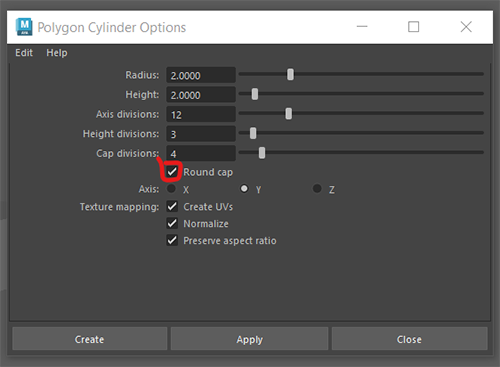 Polygon Cylinder Options
Edit Help
Radius: 2.0000
Height: 2.0000
Axis divisions: 12
Height divisions: 3
Cap divisions: 4
Round cap
Axis: X Y Z
Texture mapping: Create UVs
Normalize
Preserve aspect ratio
Create Apply Close